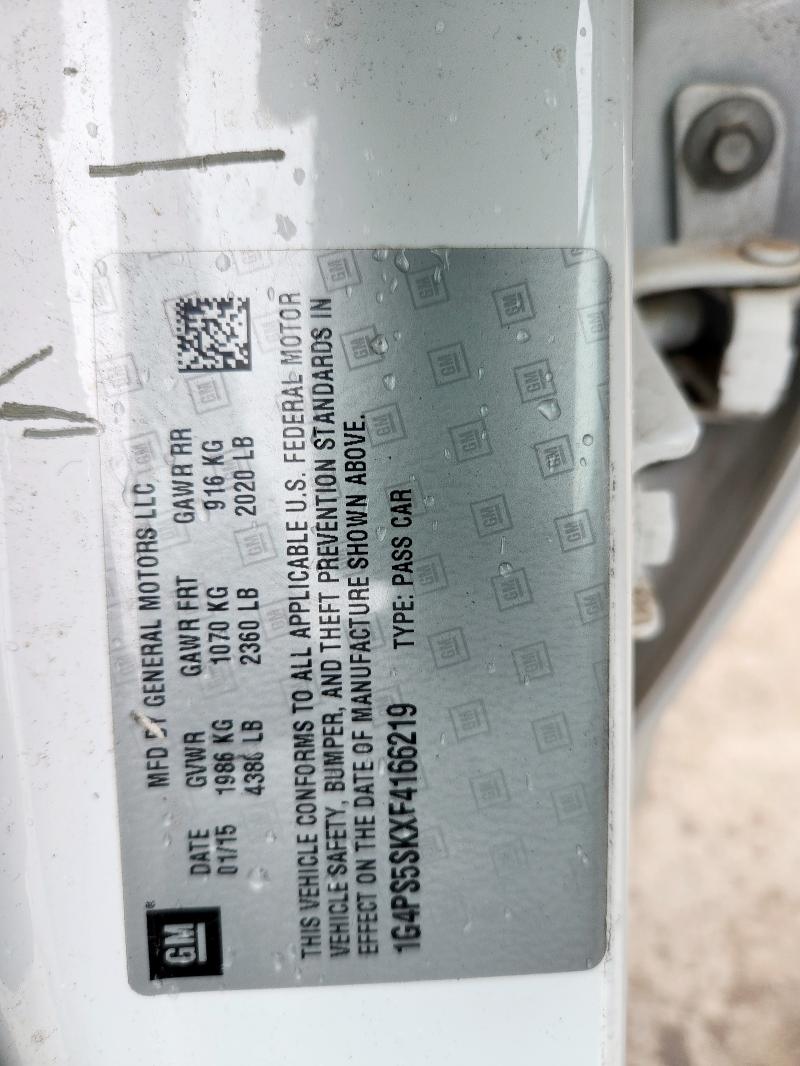 GM®
MFD BY GENERAL MOTORS LLC
DATE GVWR GAWR FRT GAWR RR
01/15 1986 KG 1070 KG 916 KG
4380 LB 2360 LB 2020 LB
THIS VEHICLE CONFORMS TO ALL APPLICABLE U.S. FEDERAL MOTOR
VEHICLE SAFETY, BUMPER, AND THEFT PREVENTION STANDARDS IN
EFFECT ON THE DATE OF MANUFACTURE SHOWN ABOVE.
1G4PS5SKXF4166219 TYPE: PASS CAR